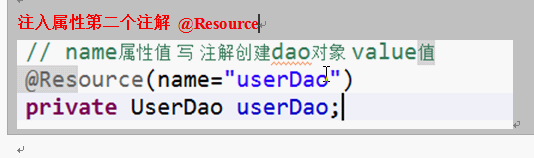 注入属性第二个注解 @Resource
// name属性值 写 注解创建dao对象 value值
@Resource(name="userDao")
private UserDao userDao;